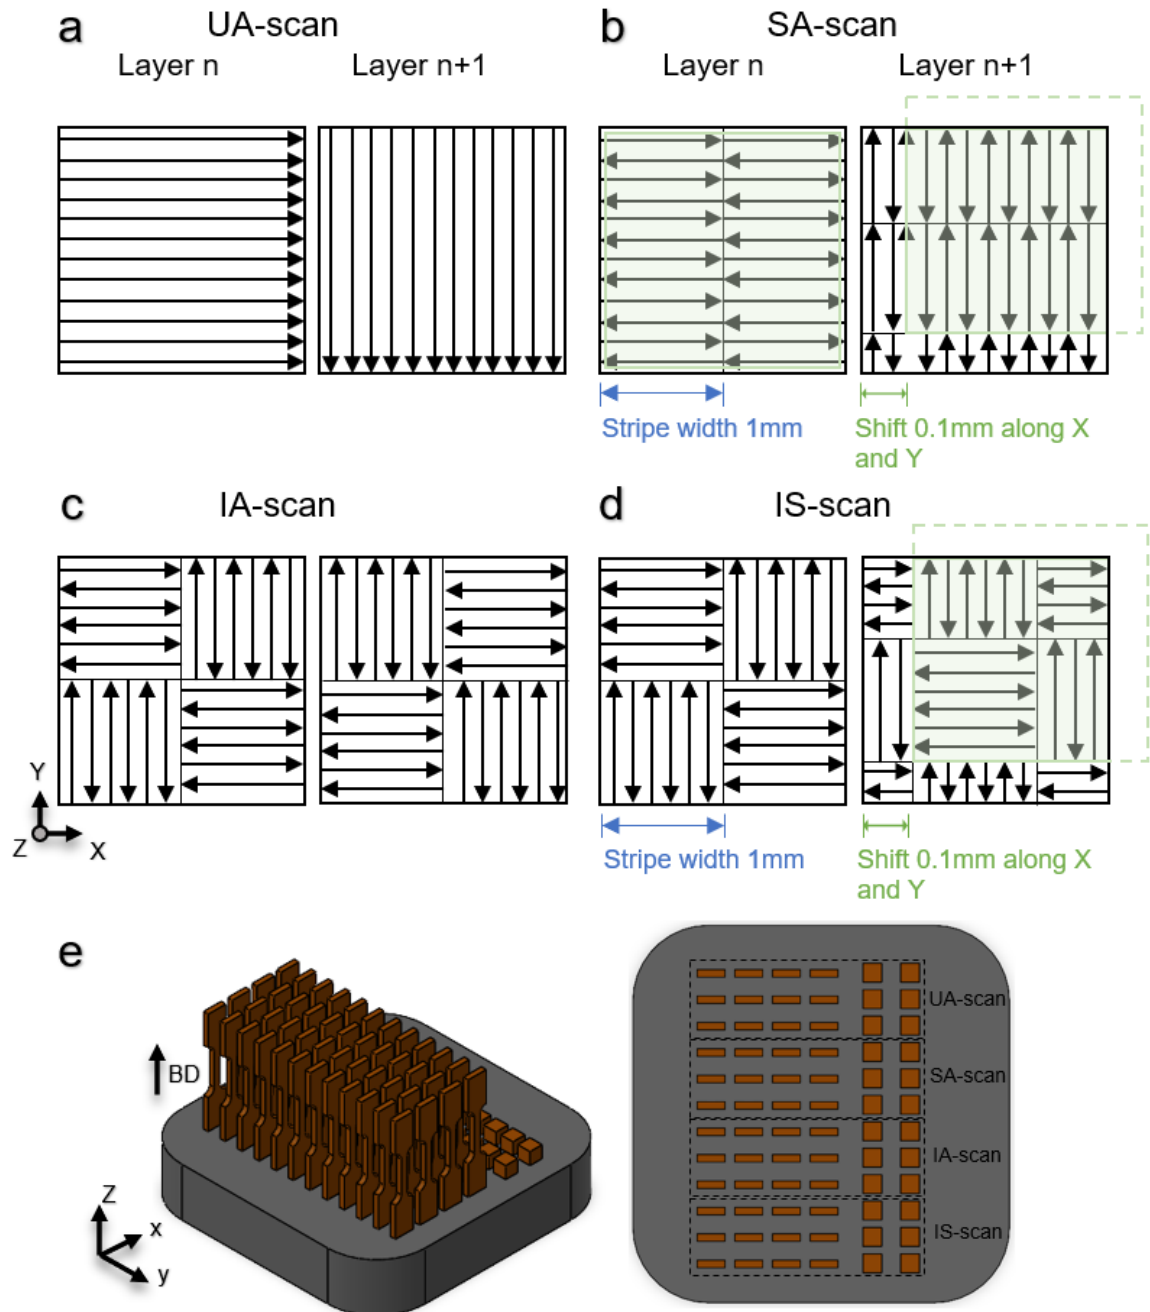 a
UA-scan
Layer n
Layer n+1
b
SA-scan
Layer n
Layer n+1
Stripe width 1mm
Shift 0.1mm along X
and Y
c
IA-scan
d
IS-scan
Y
Z
X
Stripe width 1mm
Shift 0.1mm along X
and Y
e
BD
Z
x
y
UA-scan
SA-scan
IA-scan
IS-scan